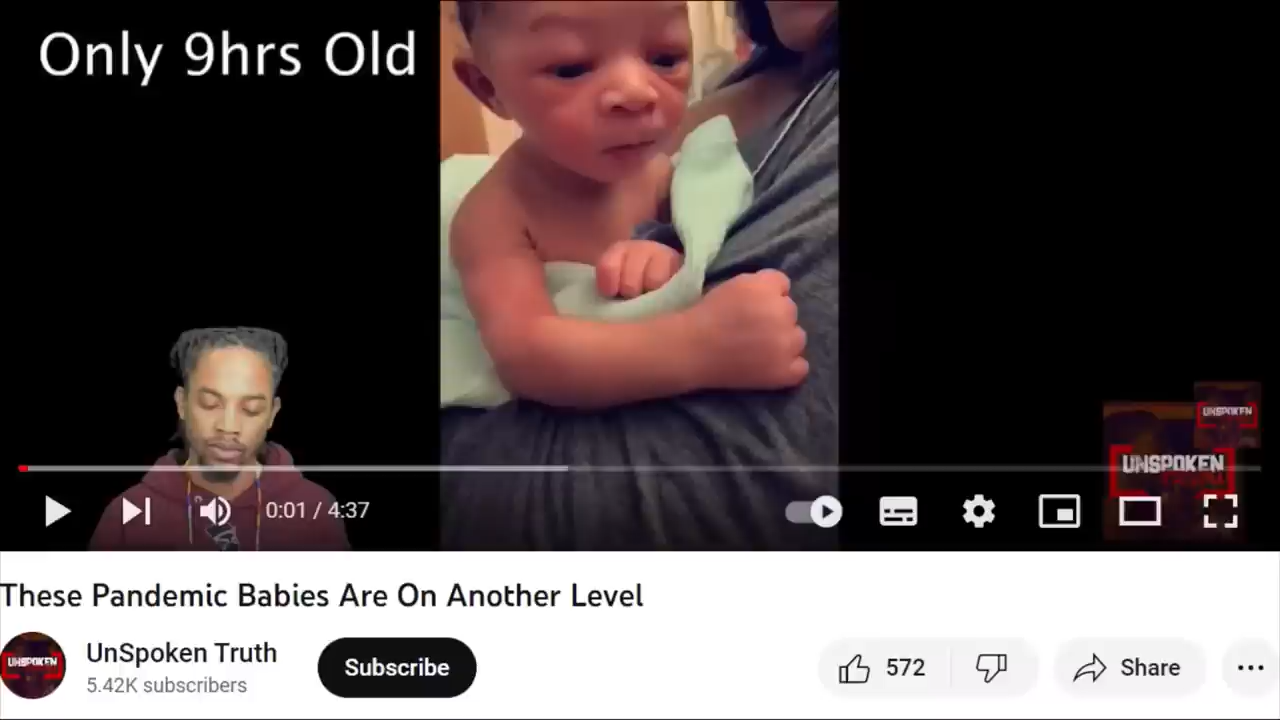 Only 9hrs Old
UNSPOKEN
UNSPOKEN
0:01 / 4:37
These Pandemic Babies Are On Another Level
UNSPOKEN
UnSpoken Truth
Subscribe
572
Share
5.42K subscribers